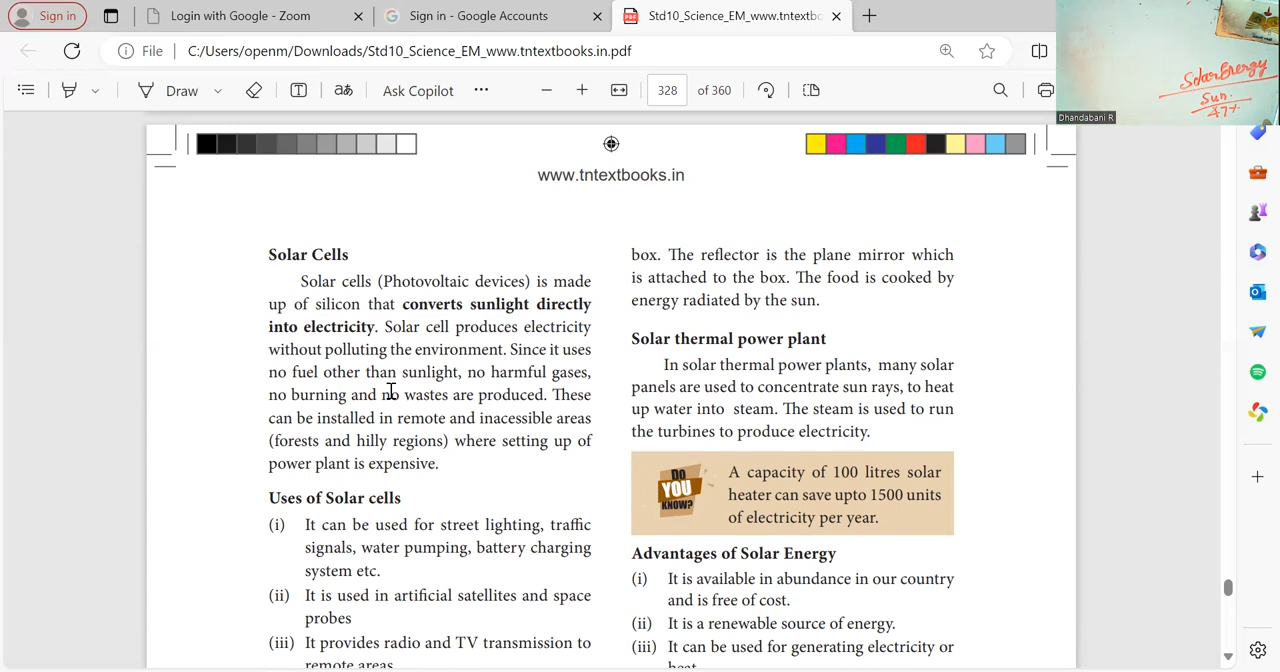 Sign in
Login with Google - Zoom
Sign in - Google Accounts
Std10_Science_EM_www.tntextbo
File
C:/Users/openm/Downloads/Std10_Science_EM_www.tntextbooks.in.pdf
Draw
Ask Copilot
328 of 360
Solar Energy
Sun.
Dhandabani R
www.tntextbooks.in
Solar Cells
Solar cells (Photovoltaic devices) is made
up of silicon that converts sunlight directly
into electricity. Solar cell produces electricity
without polluting the environment. Since it uses
no fuel other than sunlight, no harmful gases,
no burning and no wastes are produced. These
can be installed in remote and inacessible areas
(forests and hilly regions) where setting up of
power plant is expensive.
Uses of Solar cells
(i) It can be used for street lighting, traffic
signals, water pumping, battery charging
system etc.
(ii) It is used in artificial satellites and space
probes
(iii) It provides radio and TV transmission to
remote areas
box. The reflector is the plane mirror which
is attached to the box. The food is cooked by
energy radiated by the sun.
Solar thermal power plant
In solar thermal power plants, many solar
panels are used to concentrate sun rays, to heat
up water into steam. The steam is used to run
the turbines to produce electricity.
DO
YOU
KNOW?
A capacity of 100 litres solar
heater can save upto 1500 units
of electricity per year.
Advantages of Solar Energy
(i) It is available in abundance in our country
and is free of cost.
(ii) It is a renewable source of energy.
(iii) It can be used for generating electricity or
heat